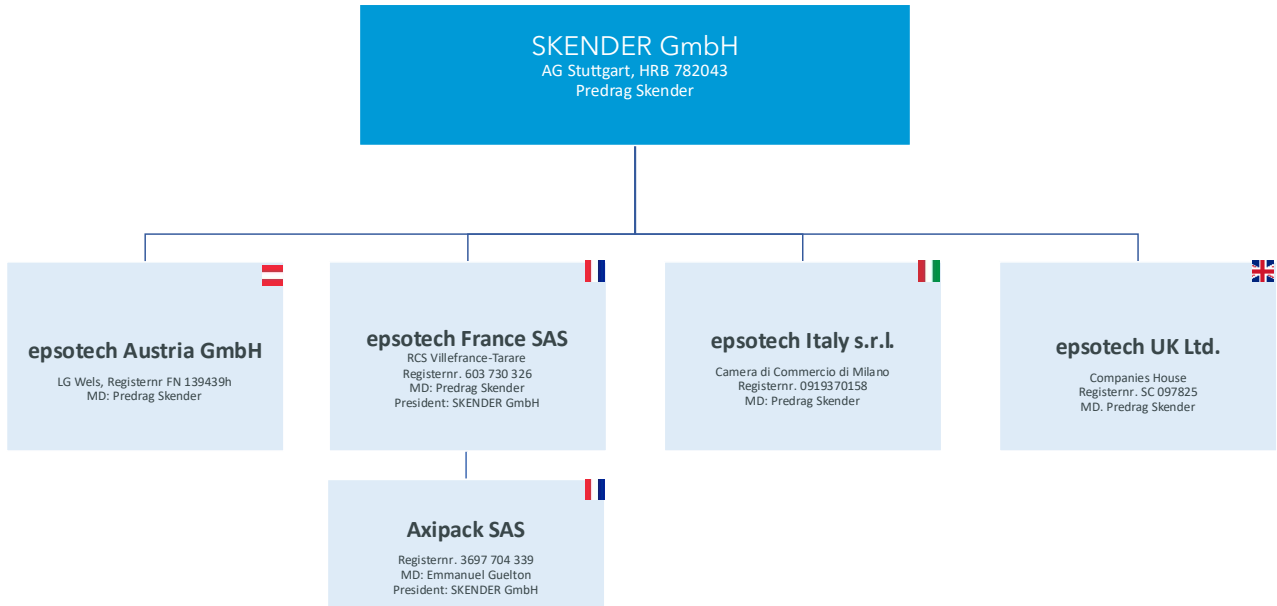 SKENDER GmbH
AG Stuttgart, HRB 782043
Predrag Skender
epsotech Austria GmbH
LG Wels, Registernr FN 139439h
MD: Predrag Skender
epsotech France SAS
RCS Villefrance-Tarare
Registernr. 603 730 326
MD: Predrag Skender
President: SKENDER GmbH
epsotech Italy s.r.l.
Camera di Commercio di Milano
Registernr. 0919370158
MD: Predrag Skender
epsotech UK Ltd.
Companies House
Registernr. SC 097825
MD. Predrag Skender
Axipack SAS
Registernr. 3697 704 339
MD: Emmanuel Guelton
President: SKENDER GmbH